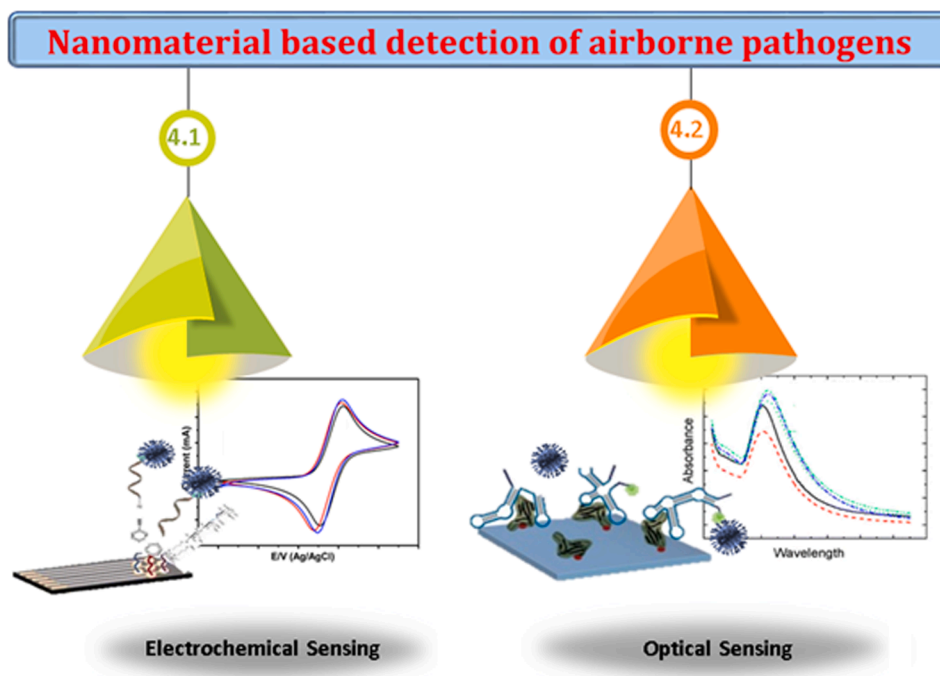 Nanomaterial based detection of airborne pathogens
4.1
4.2
(mA)
E/V (Ag/AgCl)
Absorbance
Wavelength
Electrochemical Sensing
Optical Sensing